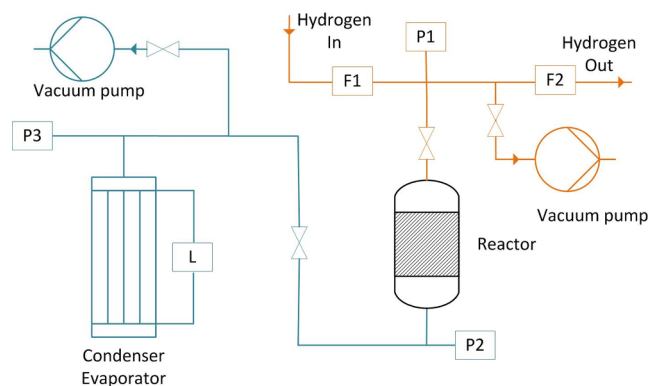 Hydrogen
In
P1
Hydrogen
Out
F1
F2
Vacuum pump
P3
Vacuum pump
L
Reactor
P2
Condenser
Evaporator